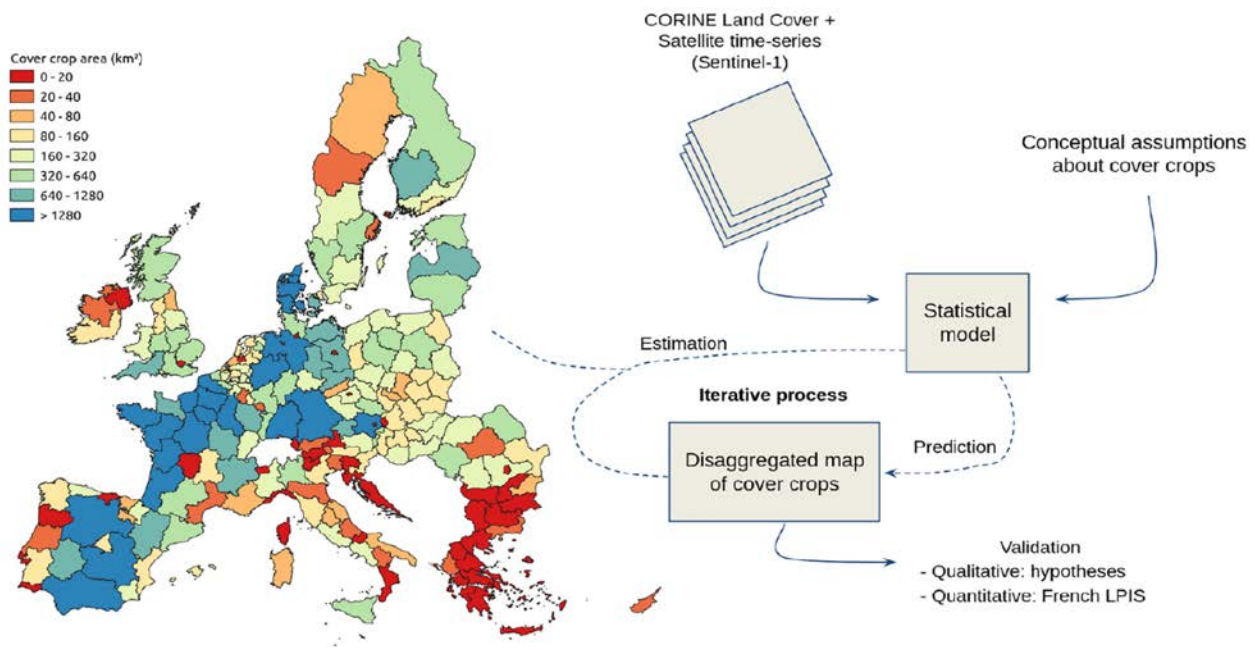 Cover crop area (km²)
0 - 20
20 - 40
40 - 80
80 - 160
160 - 320
320 - 640
640 - 1280
> 1280
CORINE Land Cover +
Satellite time-series
(Sentinel-1)
Conceptual assumptions
about cover crops
Statistical
model
Estimation
Iterative process
Prediction
Disaggregated map
of cover crops
Validation
- Qualitative: hypotheses
- Quantitative: French LPIS